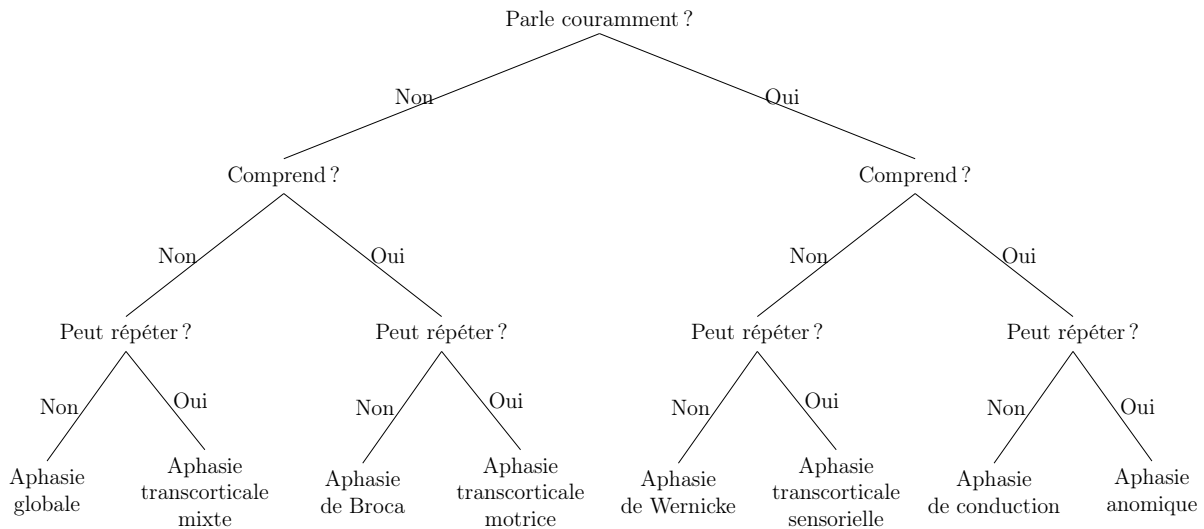 Parle couramment ?
Non
Oui
Comprend ?
Comprend ?
Non
Oui
Non
Oui
Peut répéter ?
Peut répéter ?
Peut répéter ?
Peut répéter ?
Non
Oui
Non
Oui
Non
Oui
Non
Oui
Aphasie
globale
Aphasie
transcorticale
mixte
Aphasie
de Broca
Aphasie
transcorticale
motrice
Aphasie
de Wernicke
Aphasie
transcorticale
sensorielle
Aphasie
de conduction
Aphasie
anomique